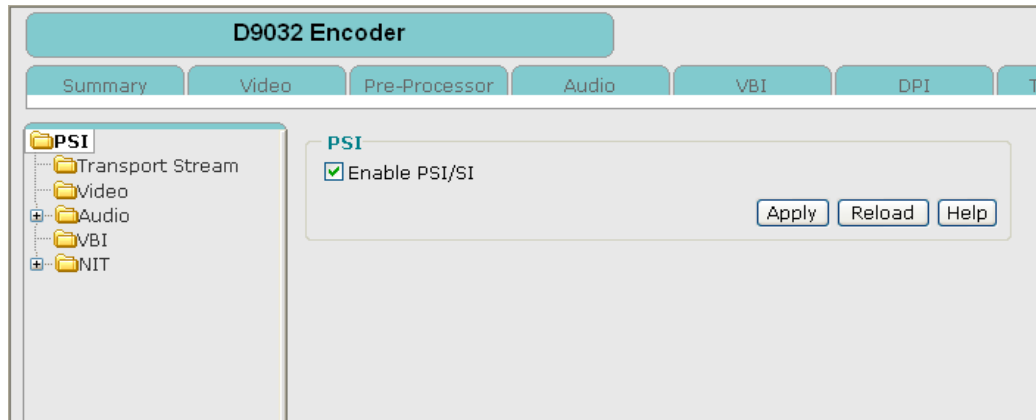 D9032 Encoder
Summary Video Pre-Processor Audio VBI DPI T
PSI
Transport Stream
Video
Audio
VBI
NIT
PSI
Enable PSI/SI
Apply Reload Help